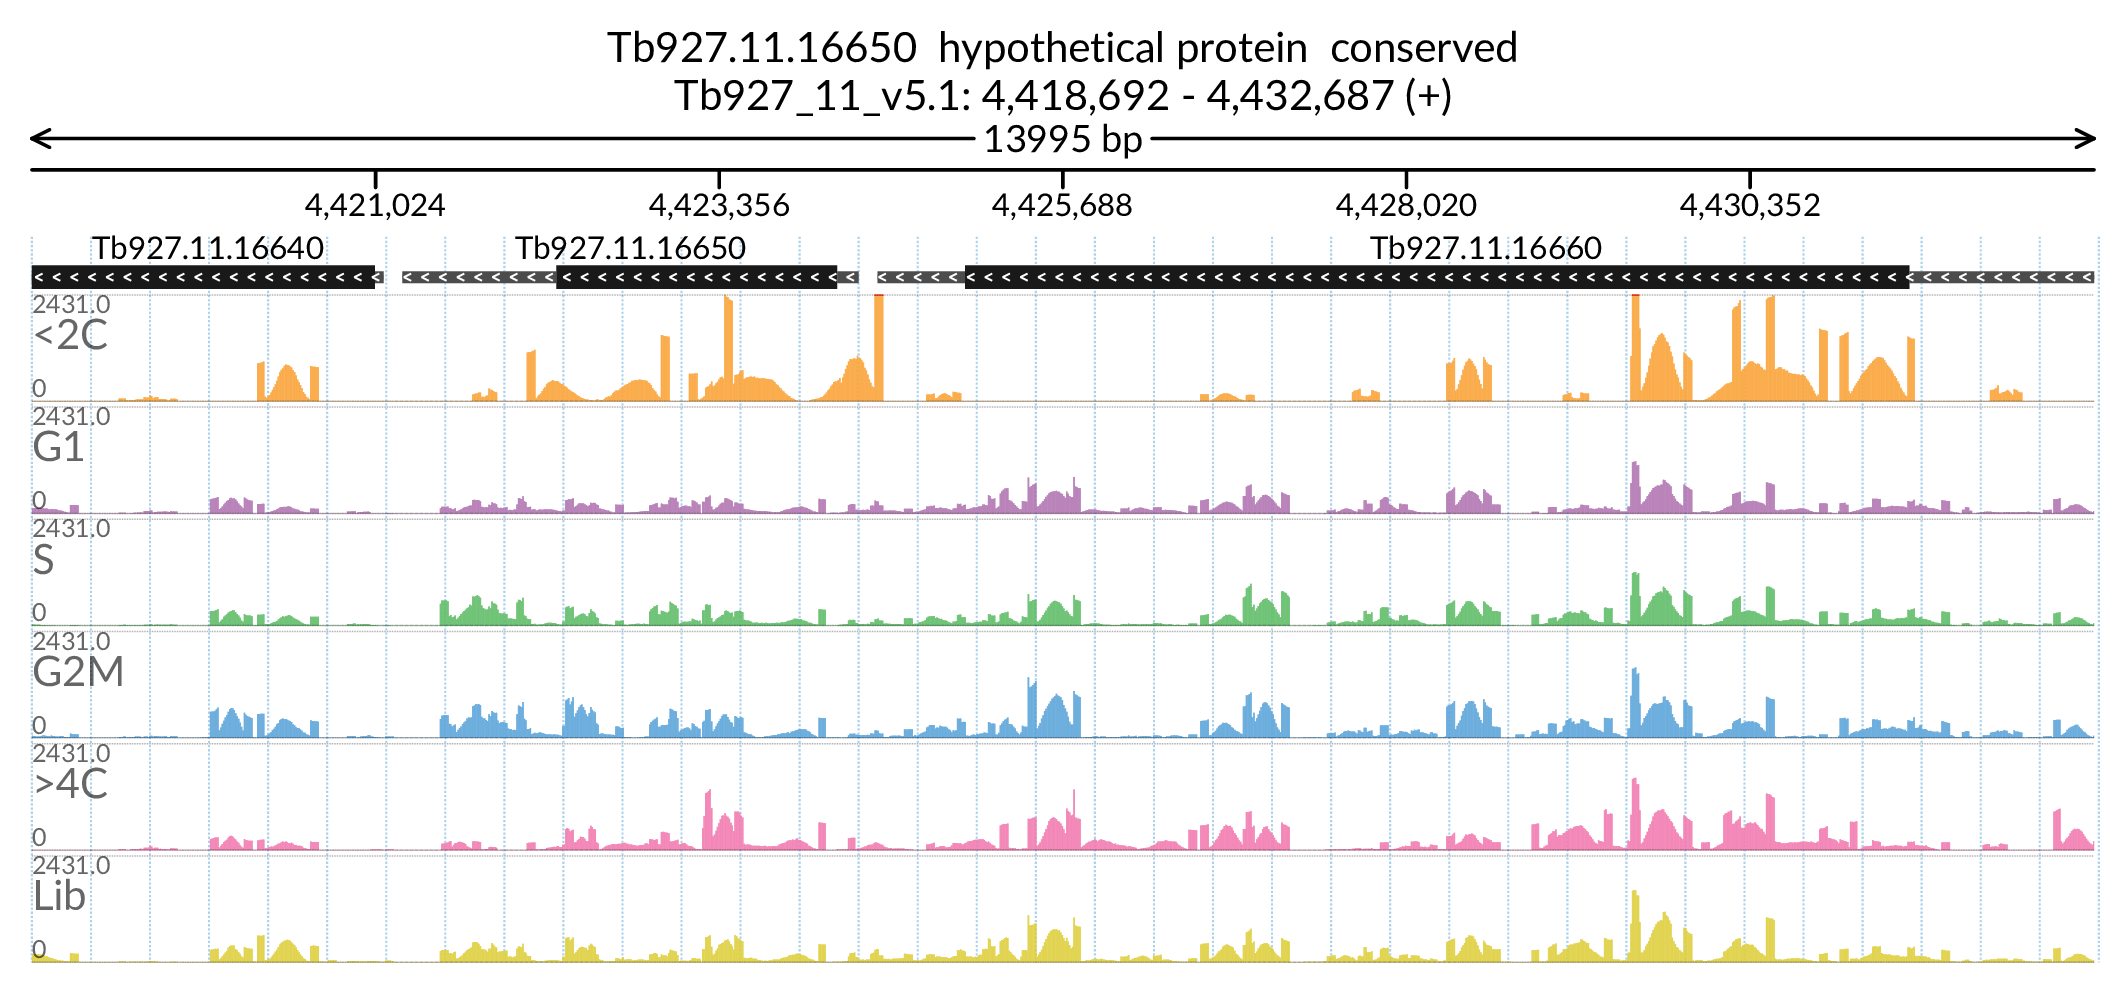 Tb927.11.16650 hypothetical protein conserved
Tb927_11_v5.1: 4,418,692 - 4,432,687 (+)
13995 bp
4,421,024 4,423,356 4,425,688 4,428,020 4,430,352
Tb927.11.16640 Tb927.11.16650 Tb927.11.16660
2431.0
<2C
0
2431.0
G1
0
2431.0
S
0
2431.0
G2M
0
2431.0
>4C
0
2431.0
Lib
0